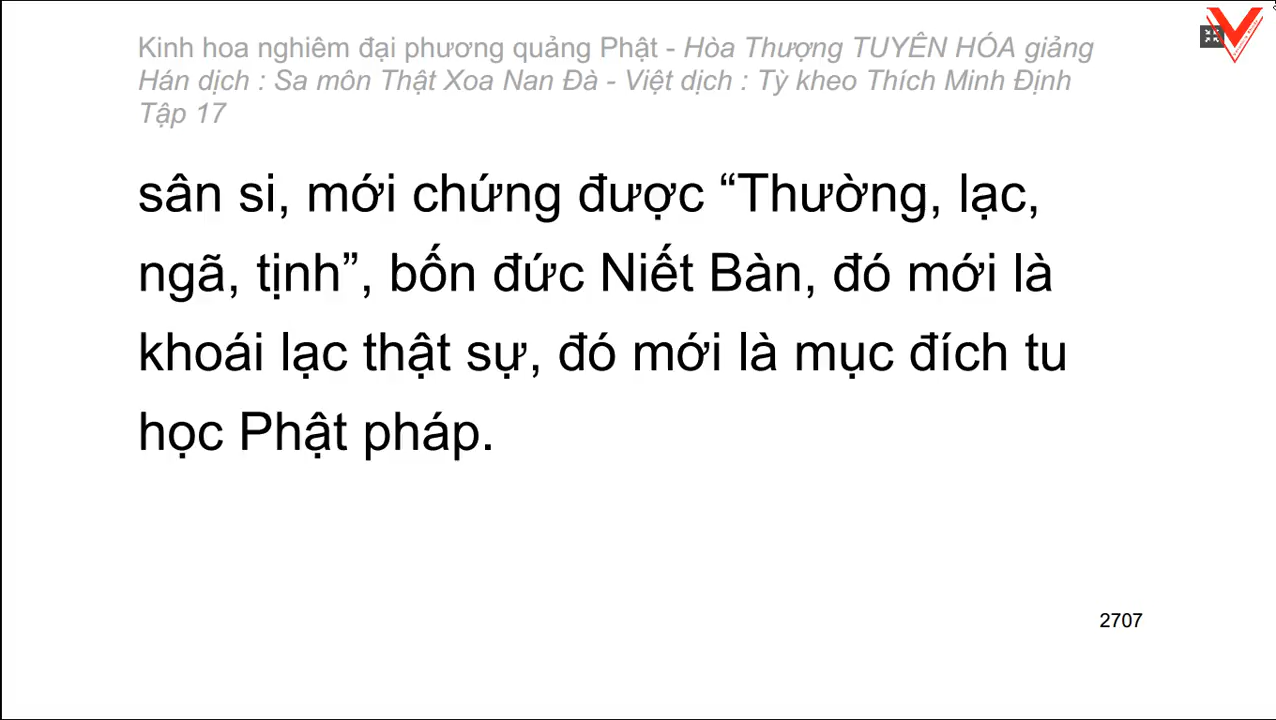 Kinh hoa nghiêm đại phương quảng Phật - Hòa Thượng TUYÊN HÓA giảng
Hán dịch : Sa môn Thật Xoa Nan Đà - Việt dịch : Tỳ kheo Thích Minh Định
Tập 17
sân si, mới chứng được “Thường, lạc,
ngã, tịnh”, bốn đức Niết Bàn, đó mới là
khoái lạc thật sự, đó mới là mục đích tu
học Phật pháp.
2707